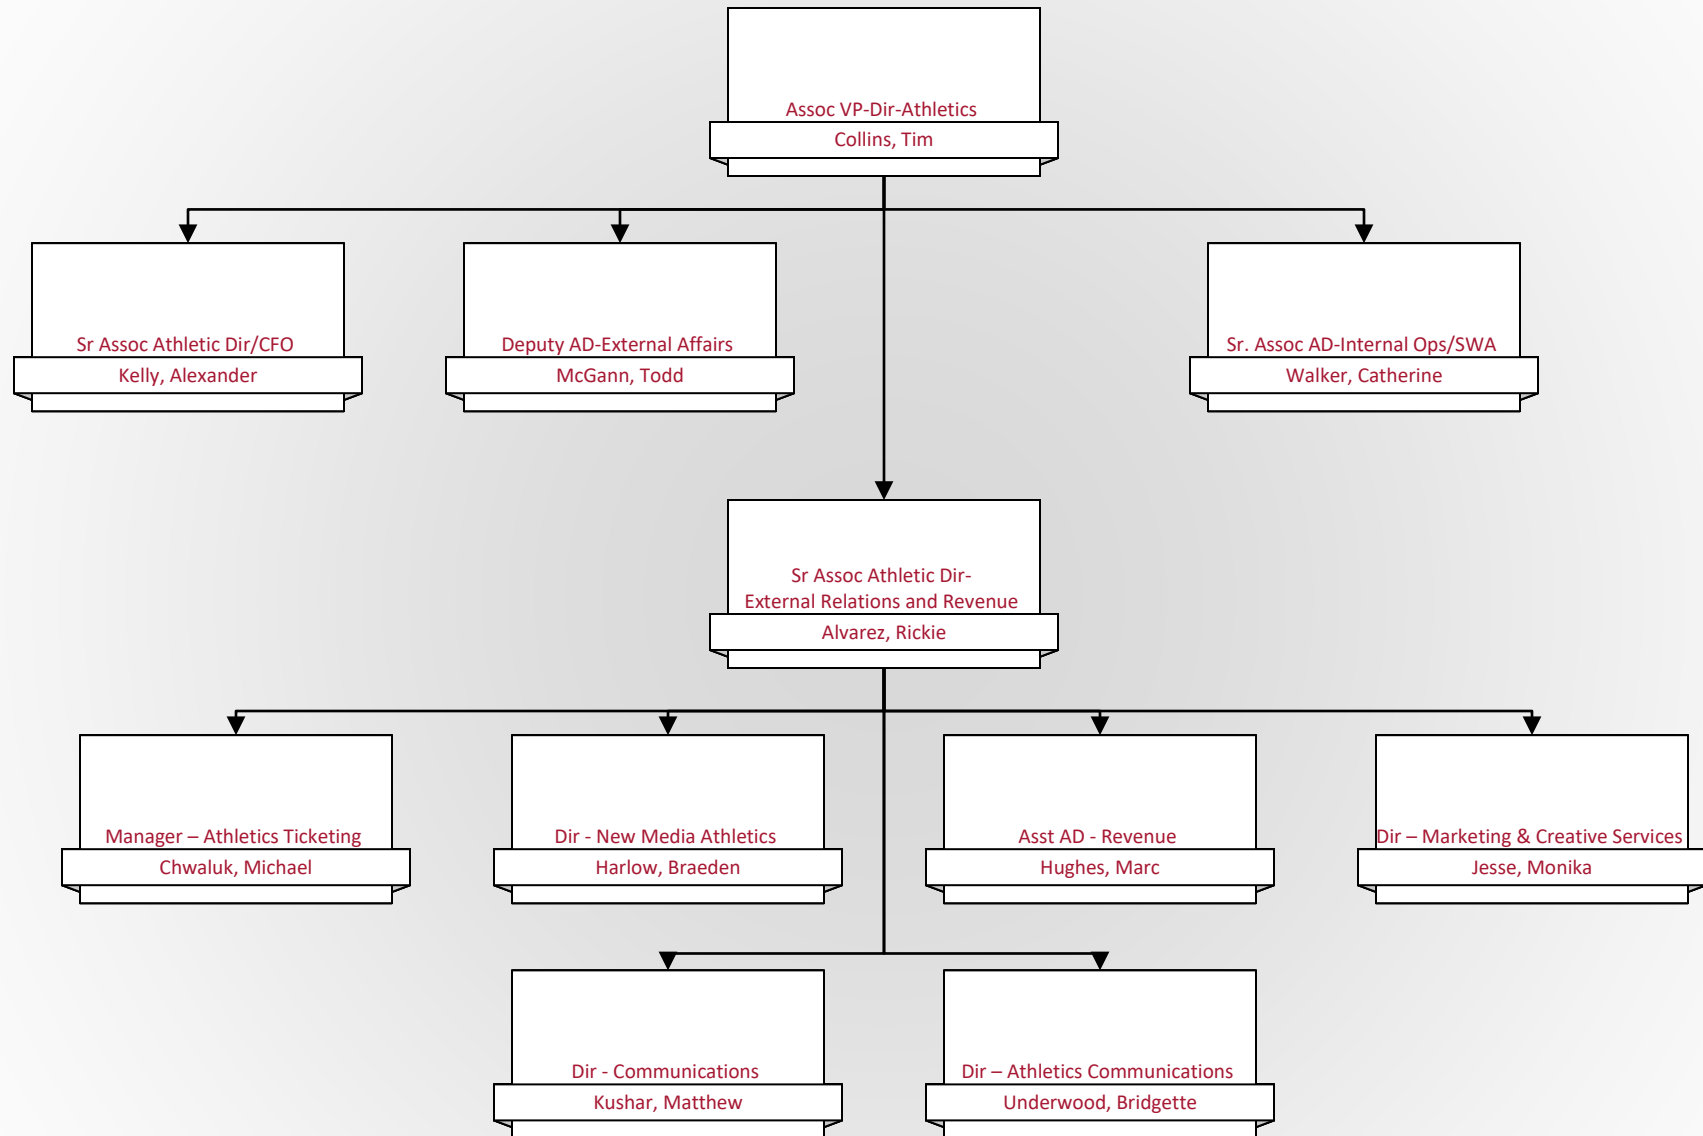 Assoc VP-Dir-Athletics
Collins, Tim
Sr Assoc Athletic Dir/CFO
Kelly, Alexander
Deputy AD-External Affairs
McGann, Todd
Sr. Assoc AD-Internal Ops/SWA
Walker, Catherine
Sr Assoc Athletic Dir-
External Relations and Revenue
Alvarez, Rickie
Manager – Athletics Ticketing
Chwaluk, Michael
Dir - New Media Athletics
Harlow, Braeden
Asst AD - Revenue
Hughes, Marc
Dir – Marketing & Creative Services
Jesse, Monika
Dir - Communications
Kushar, Matthew
Dir – Athletics Communications
Underwood, Bridgette